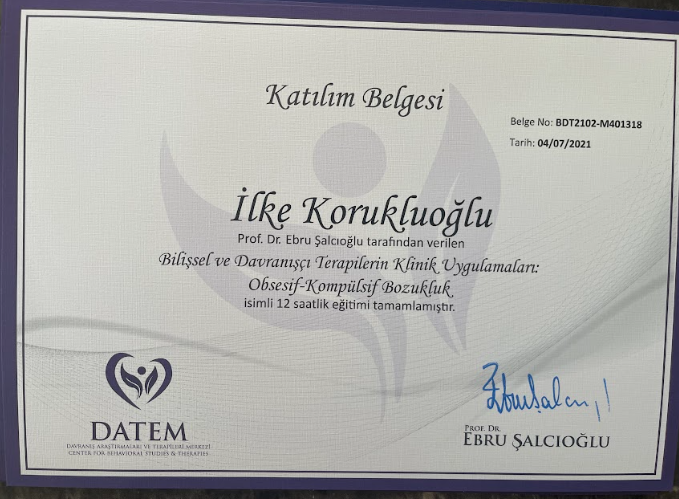 Katılım Belgesi
Belge No: BDT2102-M401318
Tarih: 04/07/2021
İlke Korukluoğlu
Prof. Dr. Ebru Şalcıoğlu tarafından verilen
Bilişsel ve Davranışçı Terapilerin Klinik Uygulamaları:
Obsesif-Kompülsif Bozukluk
isimli 12 saatlik eğitimi tamamlamıştır.
DATEM
DAVRANIŞ ARAŞTIRMALARI VE TERAPİLERİ MERKEZİ
CENTER FOR BEHAVIORAL STUDIES & THERAPIES
EbruŞalcı
PROF. DR.
EBRU ŞALCIOĞLU